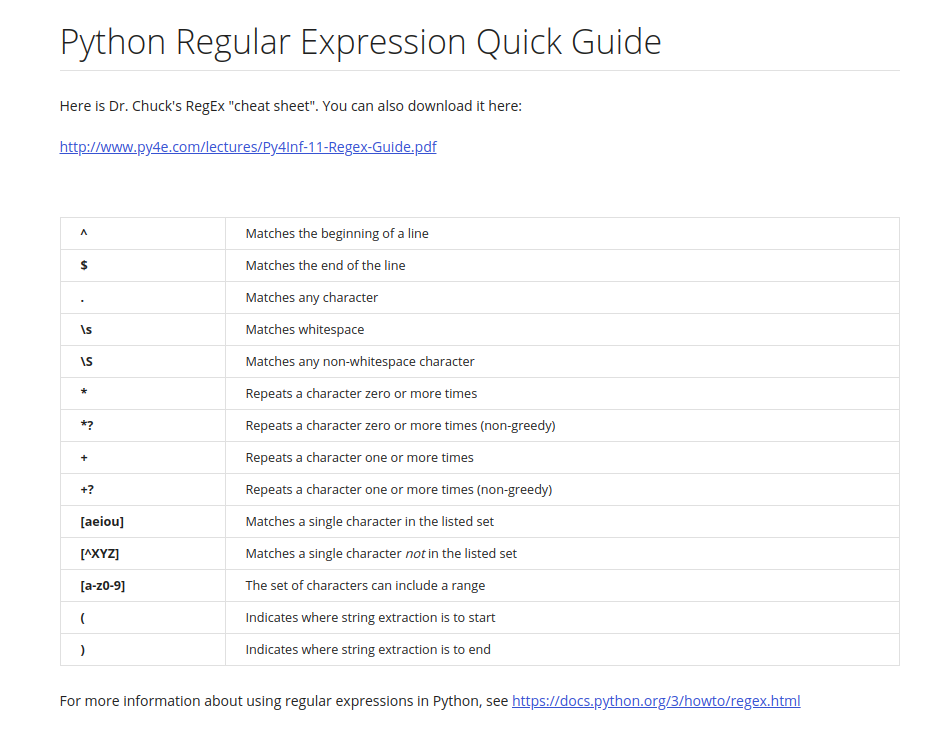 Python Regular Expression Quick Guide
Here is Dr. Chuck's RegEx "cheat sheet". You can also download it here:
http://www.py4e.com/lectures/Py4Inf-11-Regex-Guide.pdf
^ Matches the beginning of a line
$ Matches the end of the line
. Matches any character
\s Matches whitespace
\S Matches any non-whitespace character
* Repeats a character zero or more times
*? Repeats a character zero or more times (non-greedy)
+ Repeats a character one or more times
+? Repeats a character one or more times (non-greedy)
[aeiou] Matches a single character in the listed set
[^XYZ] Matches a single character not in the listed set
[a-z0-9] The set of characters can include a range
( Indicates where string extraction is to start
) Indicates where string extraction is to end
For more information about using regular expressions in Python, see https://docs.python.org/3/howto/regex.html